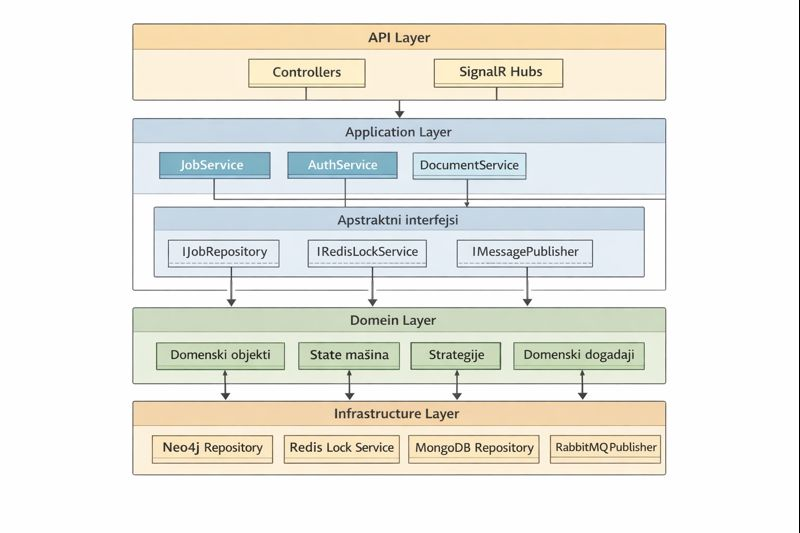 API Layer
Controllers
SignalR Hubs
Application Layer
JobService
AuthService
DocumentService
Apstraktni interfejsi
IJobRepository
IRedisLockService
IMessagePublisher
Domein Layer
Domenski objekti
State mašina
Strategije
Domenski događaji
Infrastructure Layer
Neo4j Repository
Redis Lock Service
MongoDB Repository
RabbitMQ Publisher